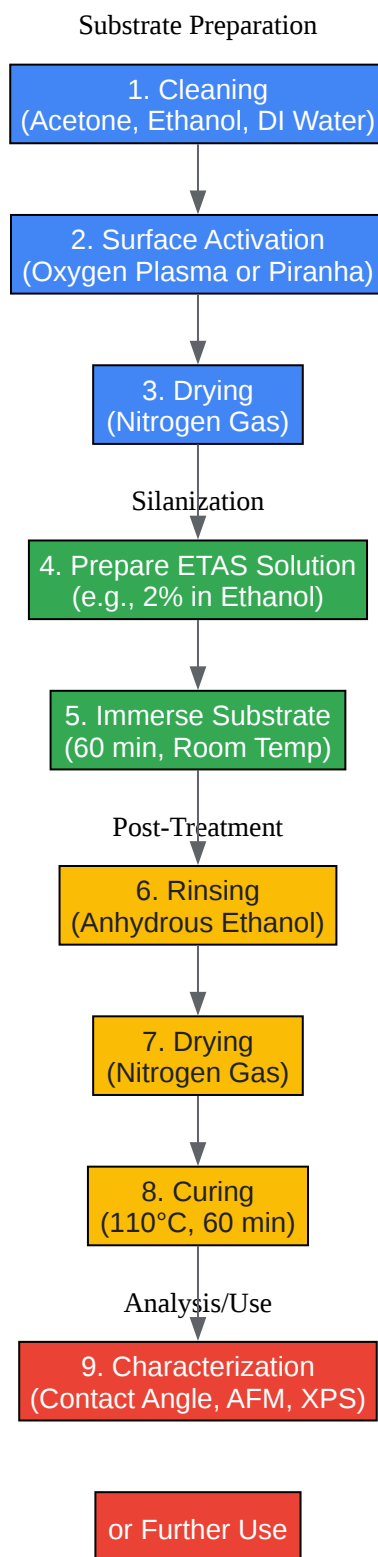 Substrate Preparation
1. Cleaning
(Acetone, Ethanol, DI Water)
2. Surface Activation
(Oxygen Plasma or Piranha)
3. Drying
(Nitrogen Gas)
Silanization
4. Prepare ETAS Solution
(e.g., 2% in Ethanol)
5. Immerse Substrate
(60 min, Room Temp)
Post-Treatment
6. Rinsing
(Anhydrous Ethanol)
7. Drying
(Nitrogen Gas)
8. Curing
(110°C, 60 min)
Analysis/Use
9. Characterization
(Contact Angle, AFM, XPS)
or Further Use